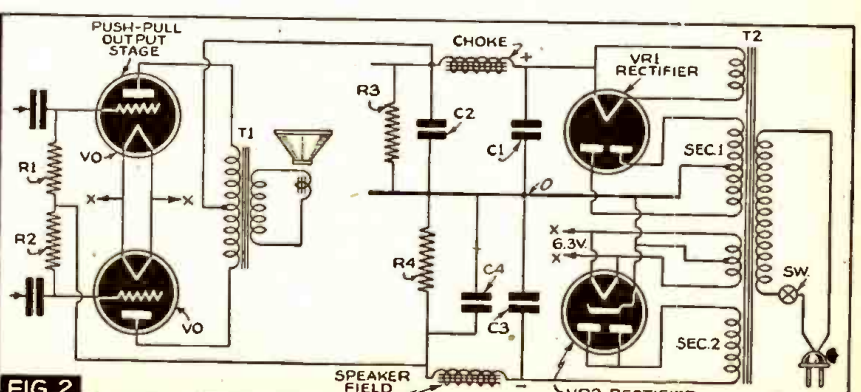 PUSH-PULL
OUTPUT
STAGE
R1
R2
VO
X
X
VO
T1
R3
CHOKE
+
C2
C1
VR1
RECTIFIER
T2
SEC.1
O
X
6.3V.
X
R4
C4
C3
SEC.2
SW.
SPEAKER
FIELD
-
VR2 RECTIFIER
FIG. 2